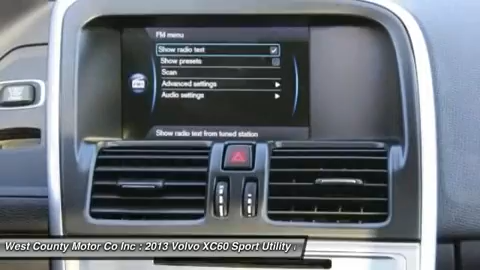 FM menu
Show radio text
Show presets
Scan
Advanced settings
Audio settings
Show radio text from tuned station
West County Motor Co Inc : 2013 Volvo XC60 Sport Utility .